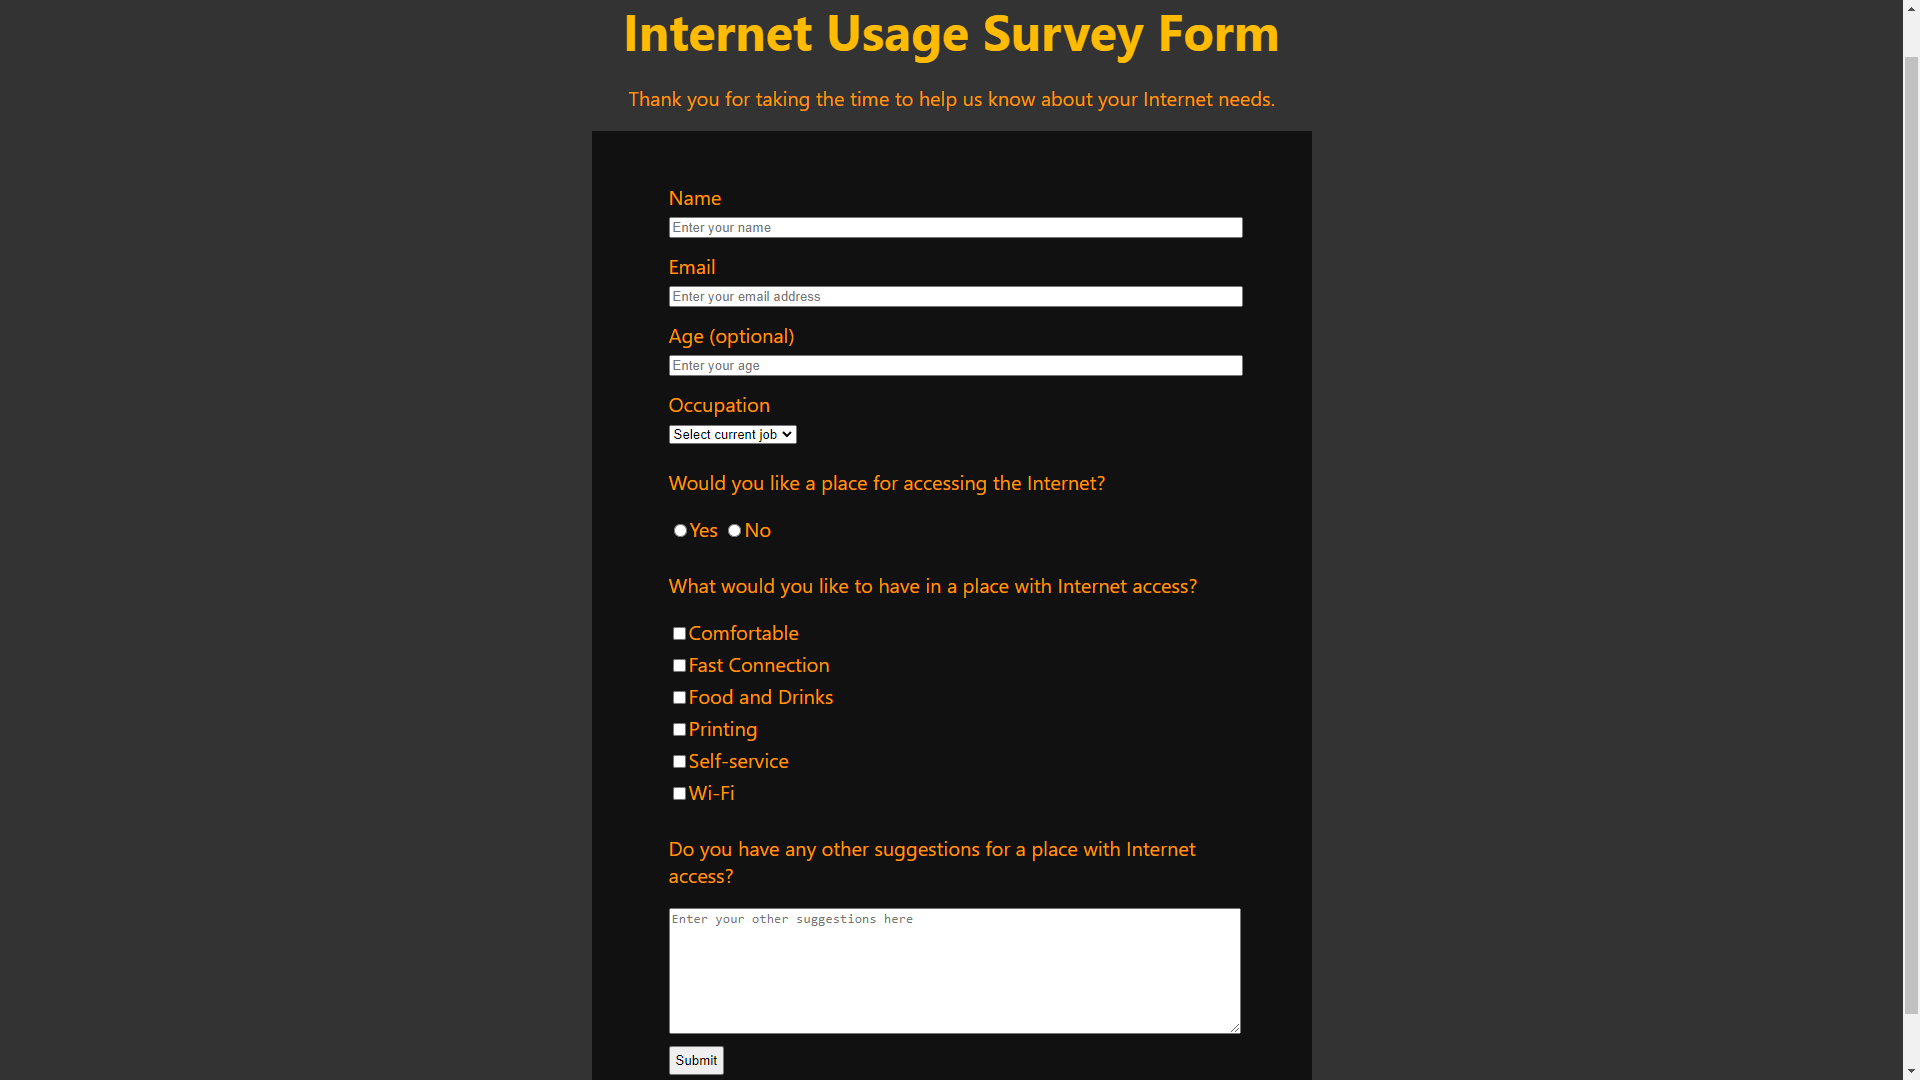 Internet Usage Survey Form
Thank you for taking the time to help us know about your Internet needs.
Name
Enter your name
Email
Enter your email address
Age (optional)
Enter your age
Occupation
Select current job
Would you like a place for accessing the Internet?
Yes No
What would you like to have in a place with Internet access?
Comfortable
Fast Connection
Food and Drinks
Printing
Self-service
Wi-Fi
Do you have any other suggestions for a place with Internet
access?
Enter your other suggestions here
Submit